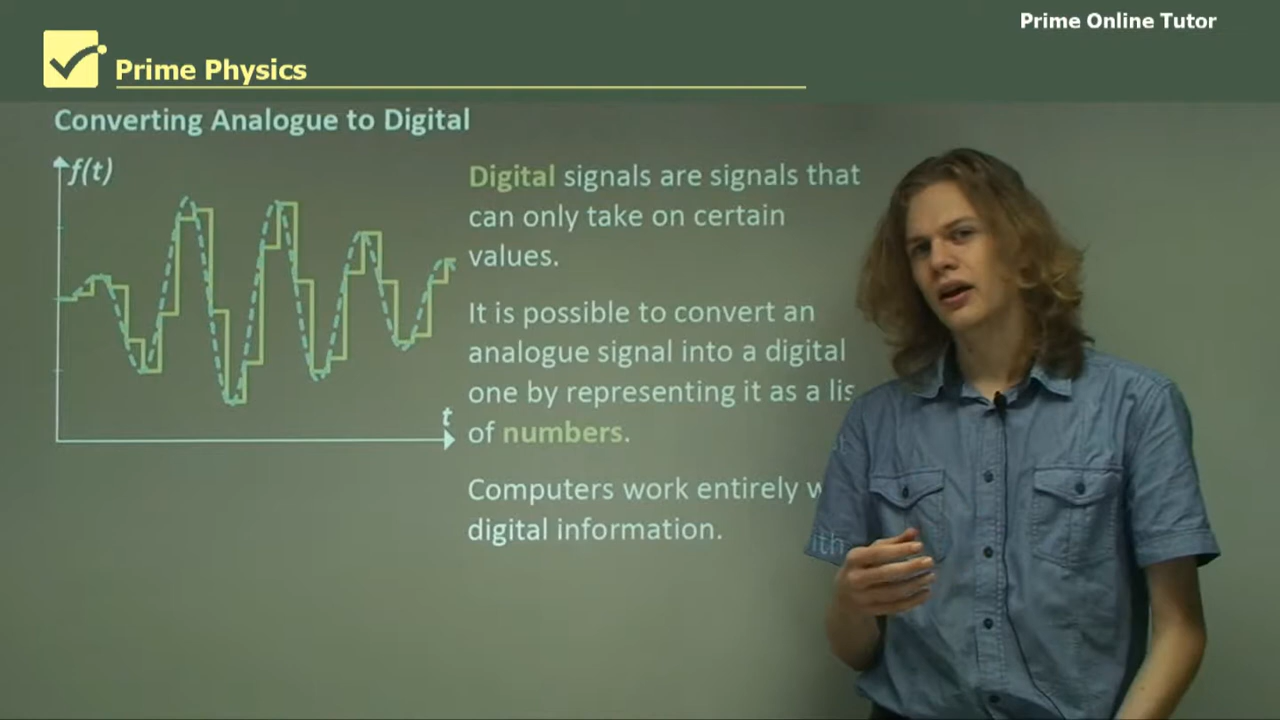 Prime Online Tutor
Prime Physics
Converting Analogue to Digital
f(t)
t
Digital signals are signals that
can only take on certain
values.
It is possible to convert an
analogue signal into a digital
one by representing it as a lis
of numbers.
Computers work entirely w
ith
digital information.